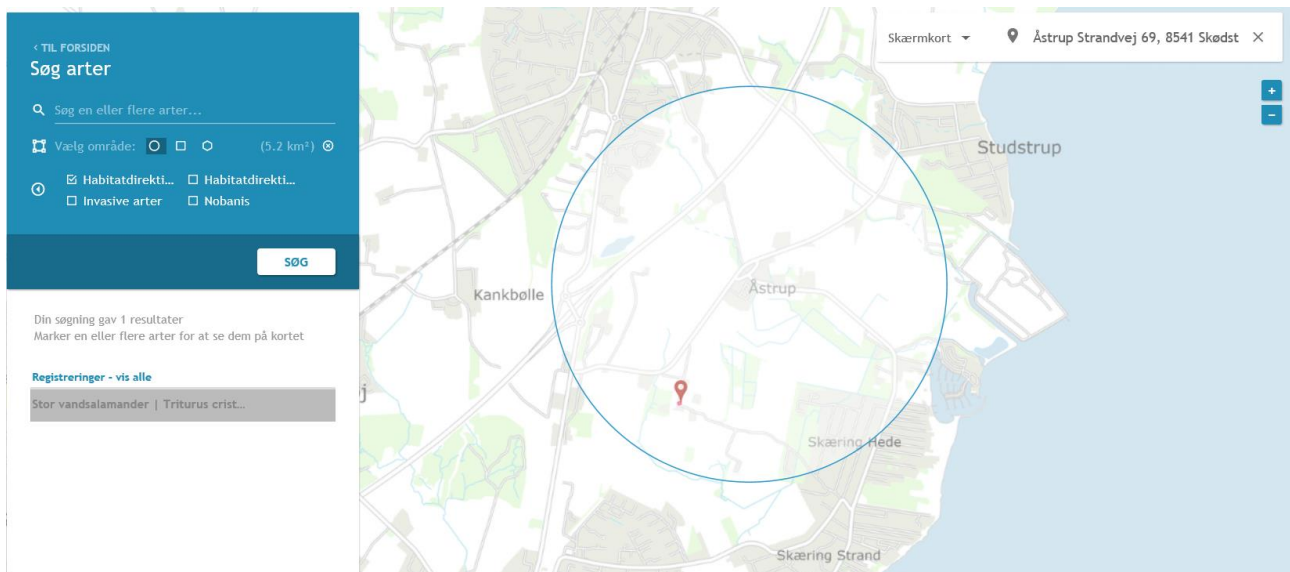 ‹ TIL FORSIDEN
Søg arter
Søg en eller flere arter...
Vælg område: (5.2 km²)
Habitatdirekti... Habitatdirekti...
Invasive arter Nobanis
SØG
Din søgning gav 1 resultater
Marker en eller flere arter for at se dem på kortet
Registreringer - vis alle
Stor vandsalamander | Triturus crist...
Skærmkort Åstrup Strandvej 69, 8541 Skødst
+
−
Studstrup
Kankbølle
Åstrup
j
Skæring Hede
Skæring Strand